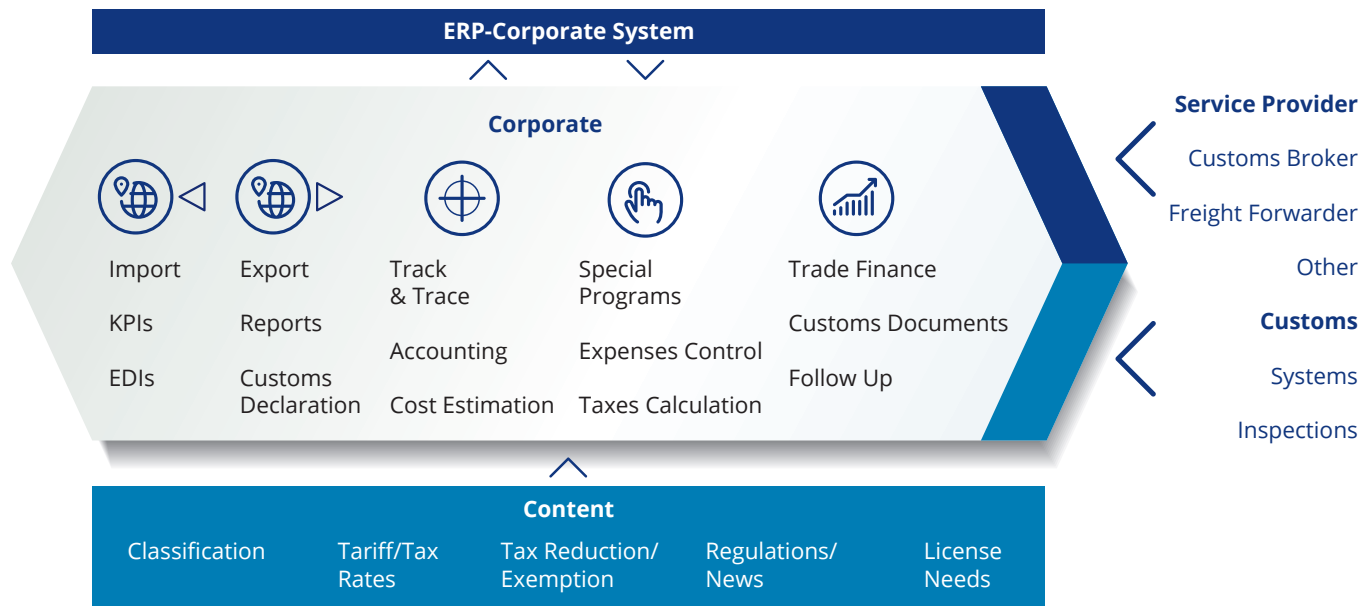 ERP-Corporate System
Corporate
Import
KPIs
EDIs
Export
Reports
Customs
Declaration
Track
& Trace
Accounting
Cost Estimation
Special
Programs
Expenses Control
Taxes Calculation
Trade Finance
Customs Documents
Follow Up
Service Provider
Customs Broker
Freight Forwarder
Other
Customs
Systems
Inspections
Content
Classification
Tariff/Tax
Rates
Tax Reduction/
Exemption
Regulations/
News
License
Needs